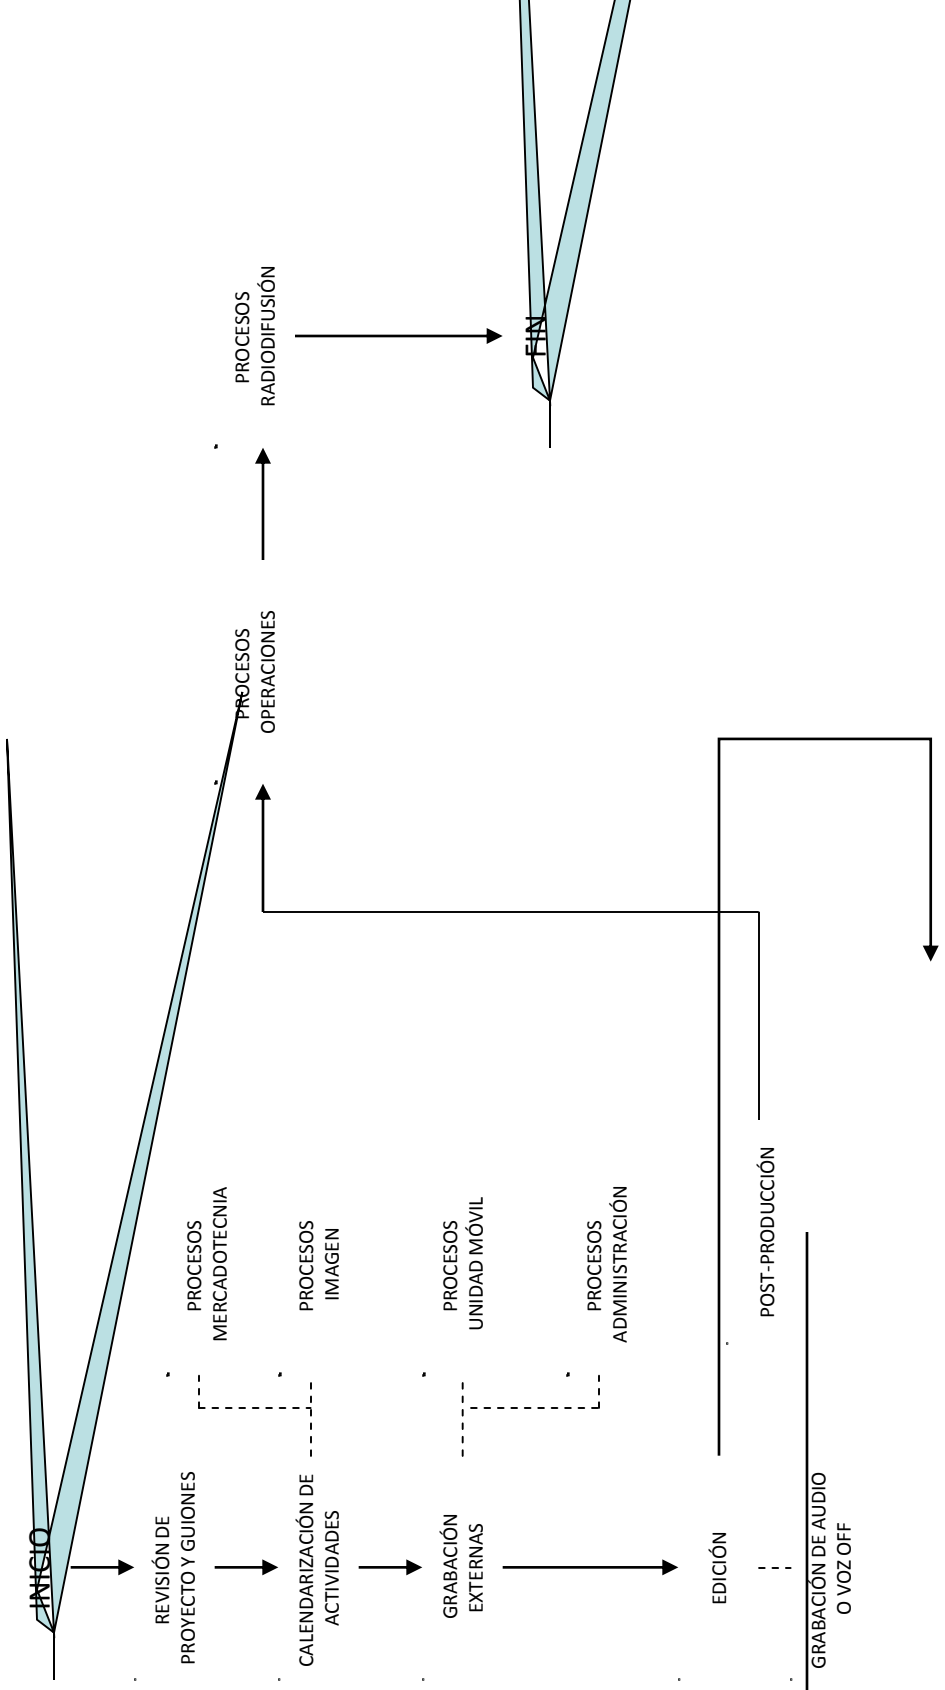 INICIO
REVISIÓN DE
PROYECTO Y GUIONES
CALENDARIZACIÓN DE
ACTIVIDADES
GRABACIÓN
EXTERNAS
EDICIÓN
GRABACIÓN DE AUDIO
O VOZ OFF
PROCESOS
MERCADOTECNIA
PROCESOS
IMAGEN
PROCESOS
UNIDAD MÓVIL
PROCESOS
ADMINISTRACIÓN
POST-PRODUCCIÓN
PROCESOS
OPERACIONES
PROCESOS
RADIODIFUSIÓN
FIN